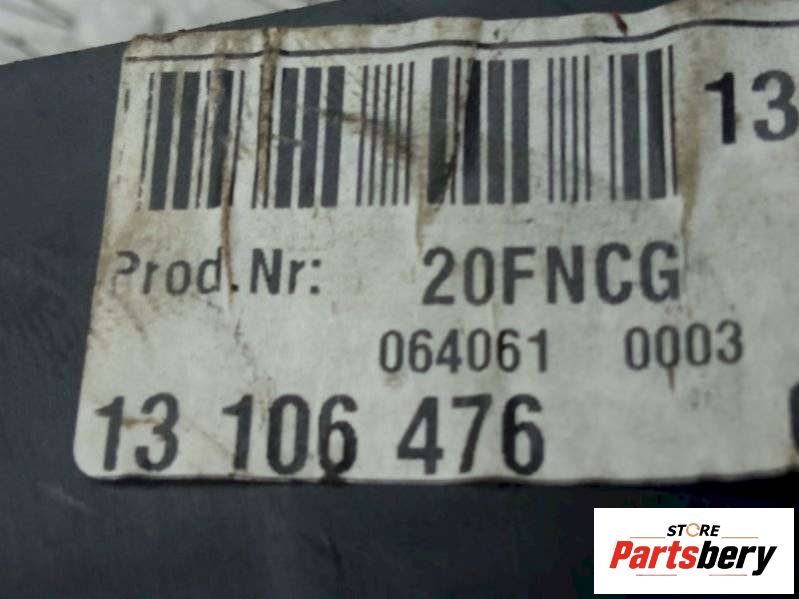 13
Prod.Nr: 20FNCG
064061 0003
13 106 476
STORE
Partsbery